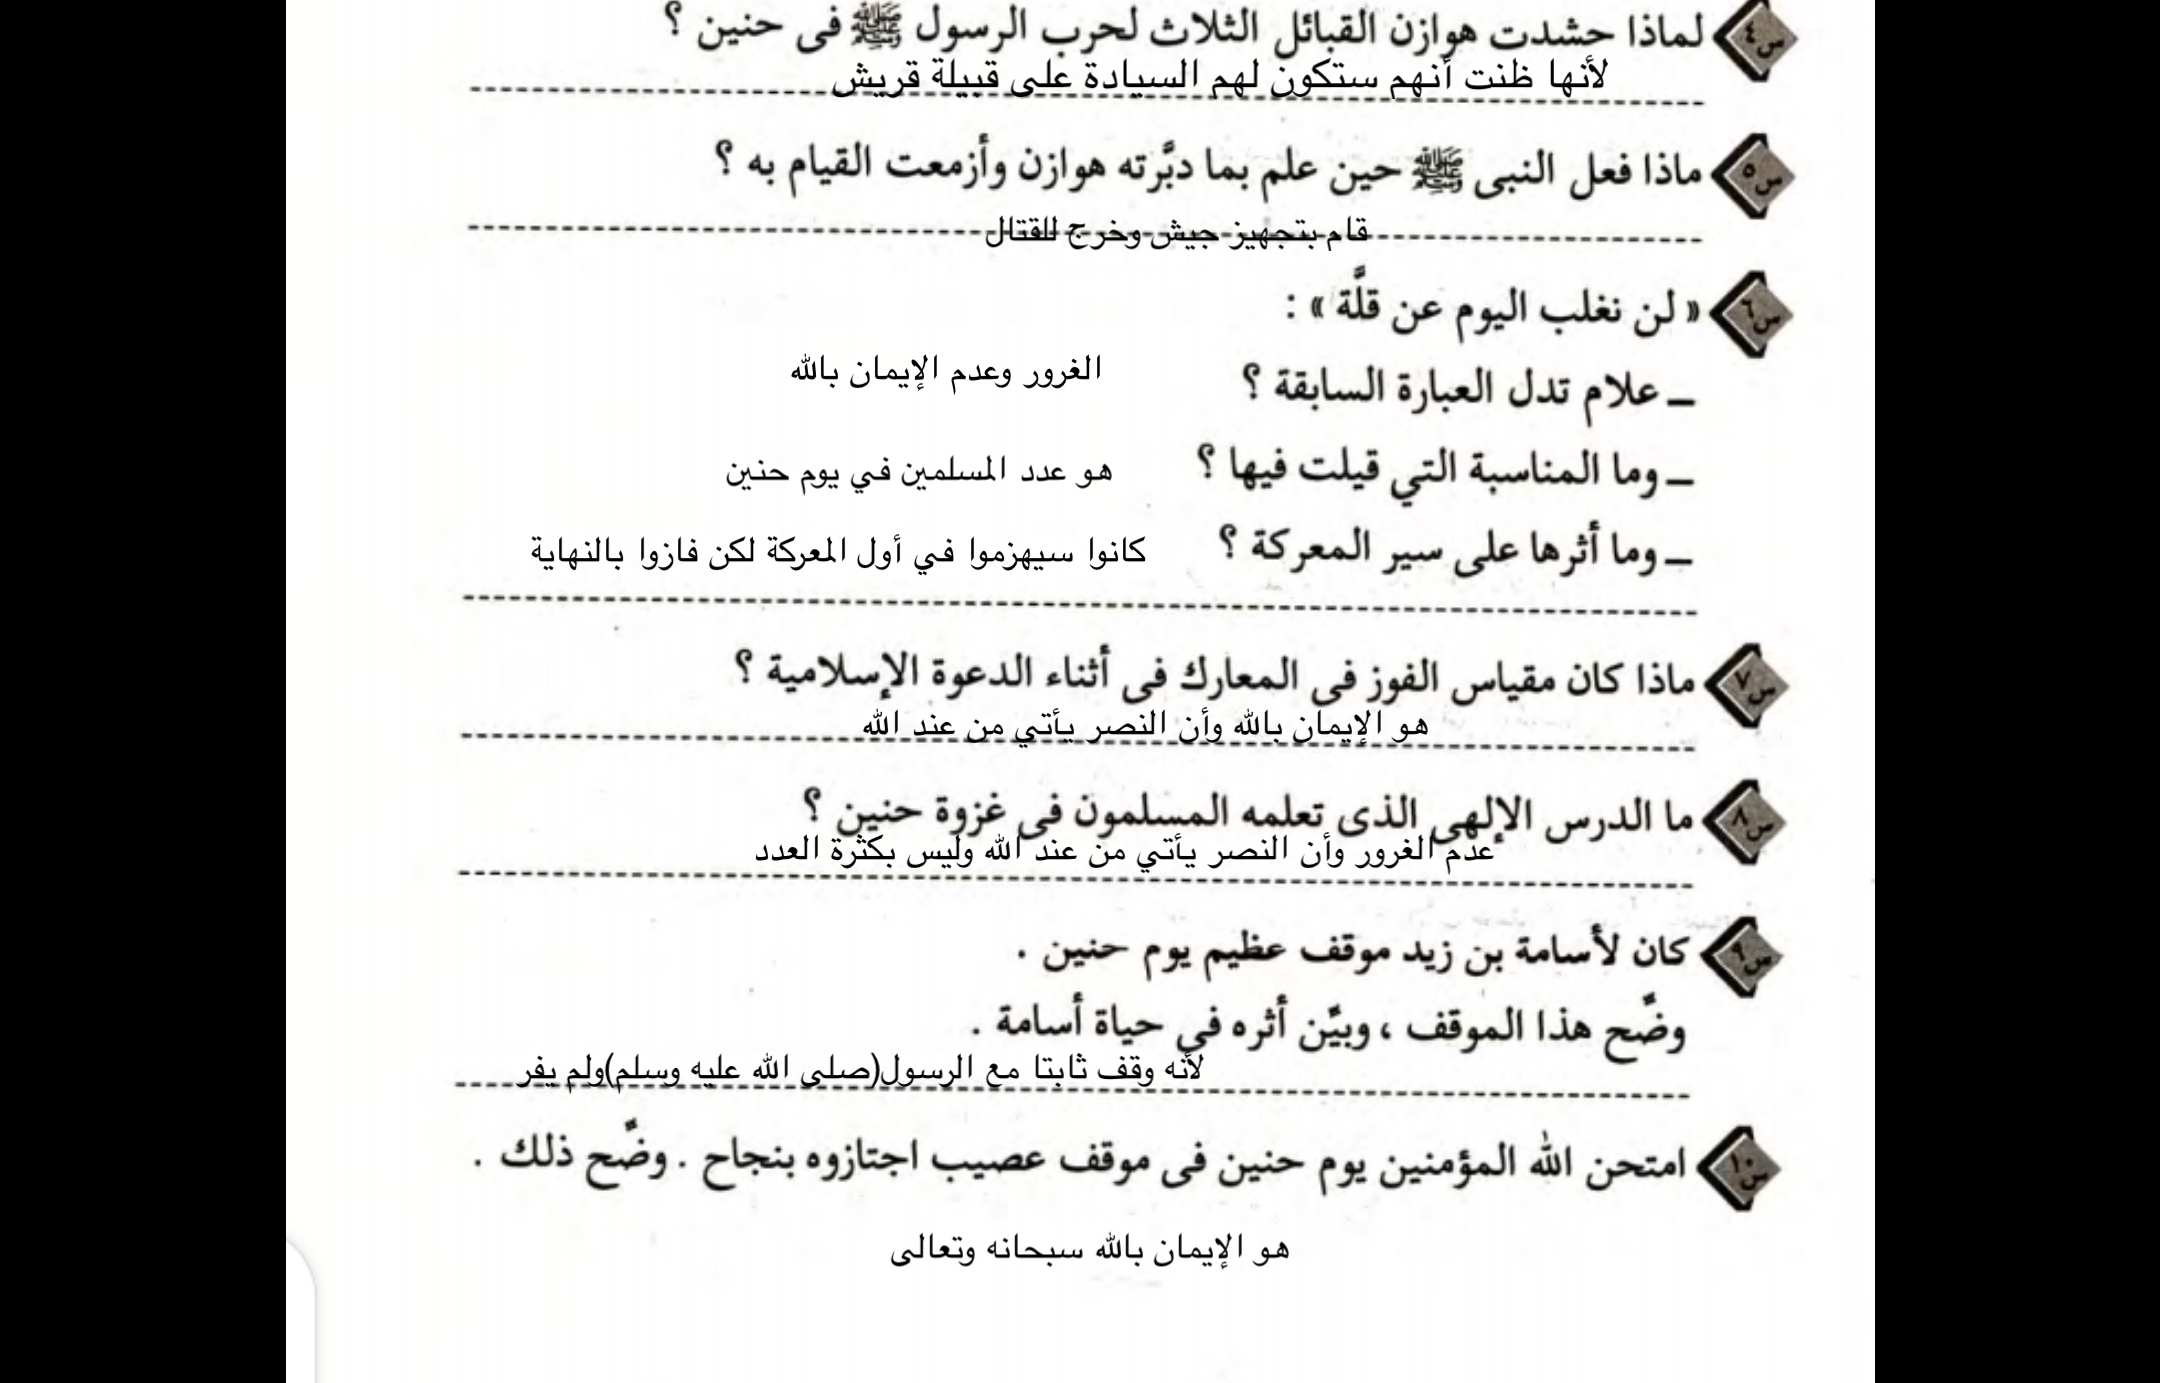 س٤ لماذا حشدت هوازن القبائل الثلاث لحرب الرسول ﷺ فى حنين ؟
لأنها ظنت أنهم ستكون لهم السيادة على قبيلة قريش
س٥ ماذا فعل النبى ﷺ حين علم بما دبَّرته هوازن وأزمعت القيام به ؟
قام بتجهيز جيش وخرج للقتال
س٦ « لن نغلب اليوم عن قلَّة » :
ـ علام تدل العبارة السابقة ؟ الغرور وعدم الإيمان بالله
ـ وما المناسبة التي قيلت فيها ؟ هو عدد المسلمين في يوم حنين
ـ وما أثرها على سير المعركة ؟ كانوا سيهزموا في أول المعركة لكن فازوا بالنهاية
س٧ ماذا كان مقياس الفوز فى المعارك فى أثناء الدعوة الإسلامية ؟
هو الإيمان بالله وأن النصر يأتي من عند الله
س٨ ما الدرس الإلهى الذى تعلمه المسلمون فى غزوة حنين ؟
عدم الغرور وأن النصر يأتي من عند الله وليس بكثرة العدد
س٩ كان لأسامة بن زيد موقف عظيم يوم حنين .
وضَّح هذا الموقف ، وبيَّن أثره في حياة أسامة .
لأنه وقف ثابتا مع الرسول(صلى الله عليه وسلم)ولم يفر
س١٠ امتحن الله المؤمنين يوم حنين فى موقف عصيب اجتازوه بنجاح . وضَّح ذلك .
هو الإيمان بالله سبحانه وتعالى